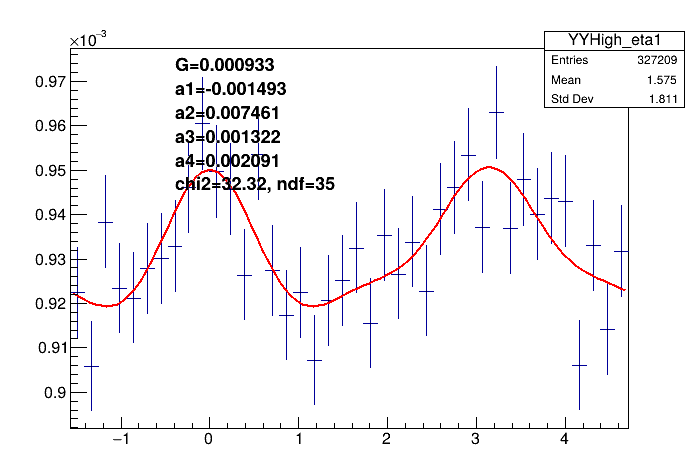 ×10⁻³
YYHigh_eta1
Entries 327209
Mean 1.575
Std Dev 1.811
G=0.000933
a1=-0.001493
a2=0.007461
a3=0.001322
a4=0.002091
chi2=32.32, ndf=35
0.97
0.96
0.95
0.94
0.93
0.92
0.91
0.9
−1 0 1 2 3 4